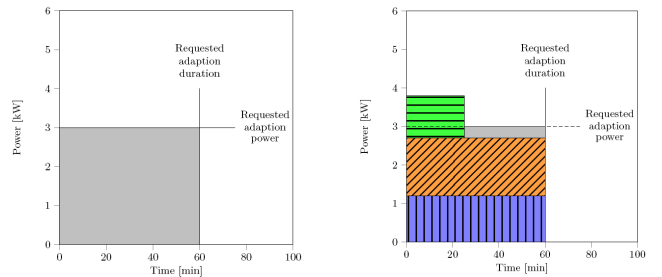 6
5
4
3
2
1
0
Power [kW]
0
20
40
60
80
100
Time [min]
Requested
adaption
duration
Requested
adaption
power
6
5
4
3
2
1
0
Power [kW]
0
20
40
60
80
100
Time [min]
Requested
adaption
duration
Requested
adaption
power